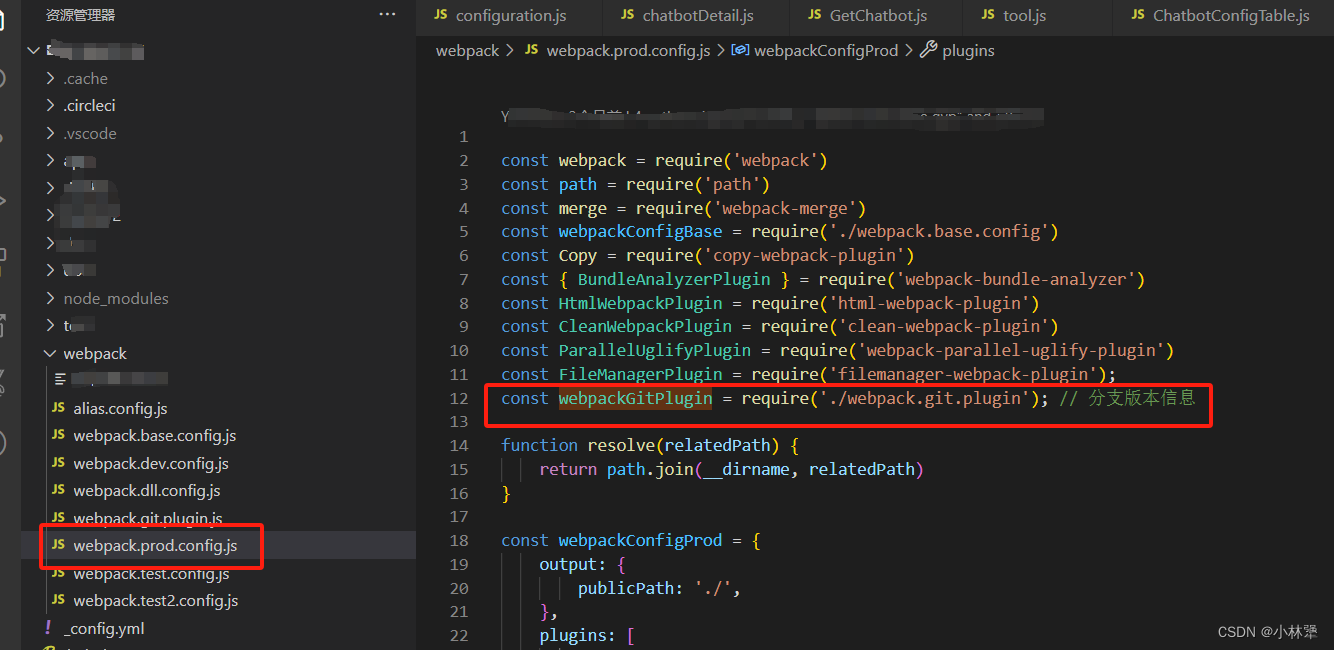 资源管理器 ···
.cache
.circleci
.vscode
node_modules
webpack
JS alias.config.js
JS webpack.base.config.js
JS webpack.dev.config.js
JS webpack.dll.config.js
JS webpack.git.plugin.js
JS webpack.prod.config.js
JS webpack.test.config.js
JS webpack.test2.config.js
! _config.yml
JS configuration.js JS chatbotDetail.js JS GetChatbot.js JS tool.js JS ChatbotConfigTable.js
webpack > JS webpack.prod.config.js > webpackConfigProd > plugins
1
2 const webpack = require('webpack')
3 const path = require('path')
4 const merge = require('webpack-merge')
5 const webpackConfigBase = require('./webpack.base.config')
6 const Copy = require('copy-webpack-plugin')
7 const { BundleAnalyzerPlugin } = require('webpack-bundle-analyzer')
8 const HtmlWebpackPlugin = require('html-webpack-plugin')
9 const CleanWebpackPlugin = require('clean-webpack-plugin')
10 const ParallelUglifyPlugin = require('webpack-parallel-uglify-plugin')
11 const FileManagerPlugin = require('filemanager-webpack-plugin');
12 const webpackGitPlugin = require('./webpack.git.plugin'); // 分支版本信息
13
14 function resolve(relatedPath) {
15 return path.join(__dirname, relatedPath)
16 }
17
18 const webpackConfigProd = {
19 output: {
20 publicPath: './',
21 },
22 plugins: [
CSDN @小林犟